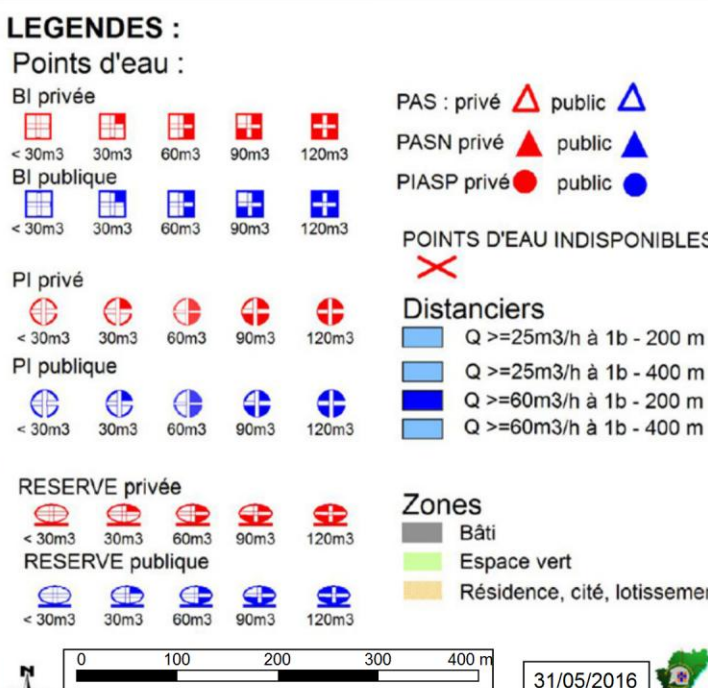 LEGENDES :
Points d'eau :
BI privée
< 30m3 30m3 60m3 90m3 120m3
BI publique
< 30m3 30m3 60m3 90m3 120m3
PI privé
< 30m3 30m3 60m3 90m3 120m3
PI publique
< 30m3 30m3 60m3 90m3 120m3
RESERVE privée
< 30m3 30m3 60m3 90m3 120m3
RESERVE publique
< 30m3 30m3 60m3 90m3 120m3
PAS : privé public
PASN privé public
PIASP privé public
POINTS D'EAU INDISPONIBLES
Distanciers
Q >=25m3/h à 1b - 200 m
Q >=25m3/h à 1b - 400 m
Q >=60m3/h à 1b - 200 m
Q >=60m3/h à 1b - 400 m
Zones
Bâti
Espace vert
Résidence, cité, lotissemen
N
0 100 200 300 400 m
31/05/2016